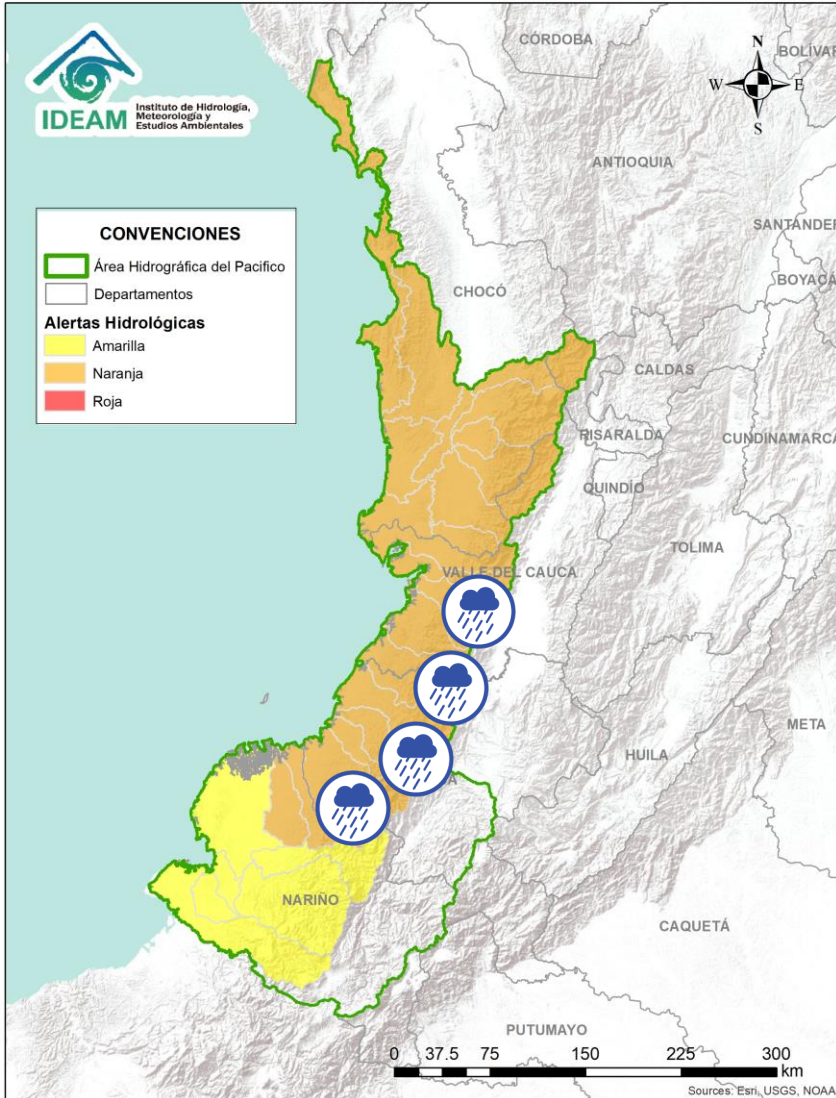 IDEAM
Instituto de Hidrología,
Meteorología y
Estudios Ambientales
N
W E
S
CONVENCIONES
Área Hidrográfica del Pacifico
Departamentos
Alertas Hidrológicas
Amarilla
Naranja
Roja
CÓRDOBA
BOLÍVAR
ANTIOQUIA
SANTANDER
BOYACÁ
CHOCÓ
CALDAS
RISARALDA
CUNDINAMARCA
QUINDÍO
TOLIMA
VALLE DEL CAUCA
META
HUILA
NARIÑO
CAQUETÁ
PUTUMAYO
0 37.5 75 150 225 300
km
Sources: Esri, USGS, NOAA